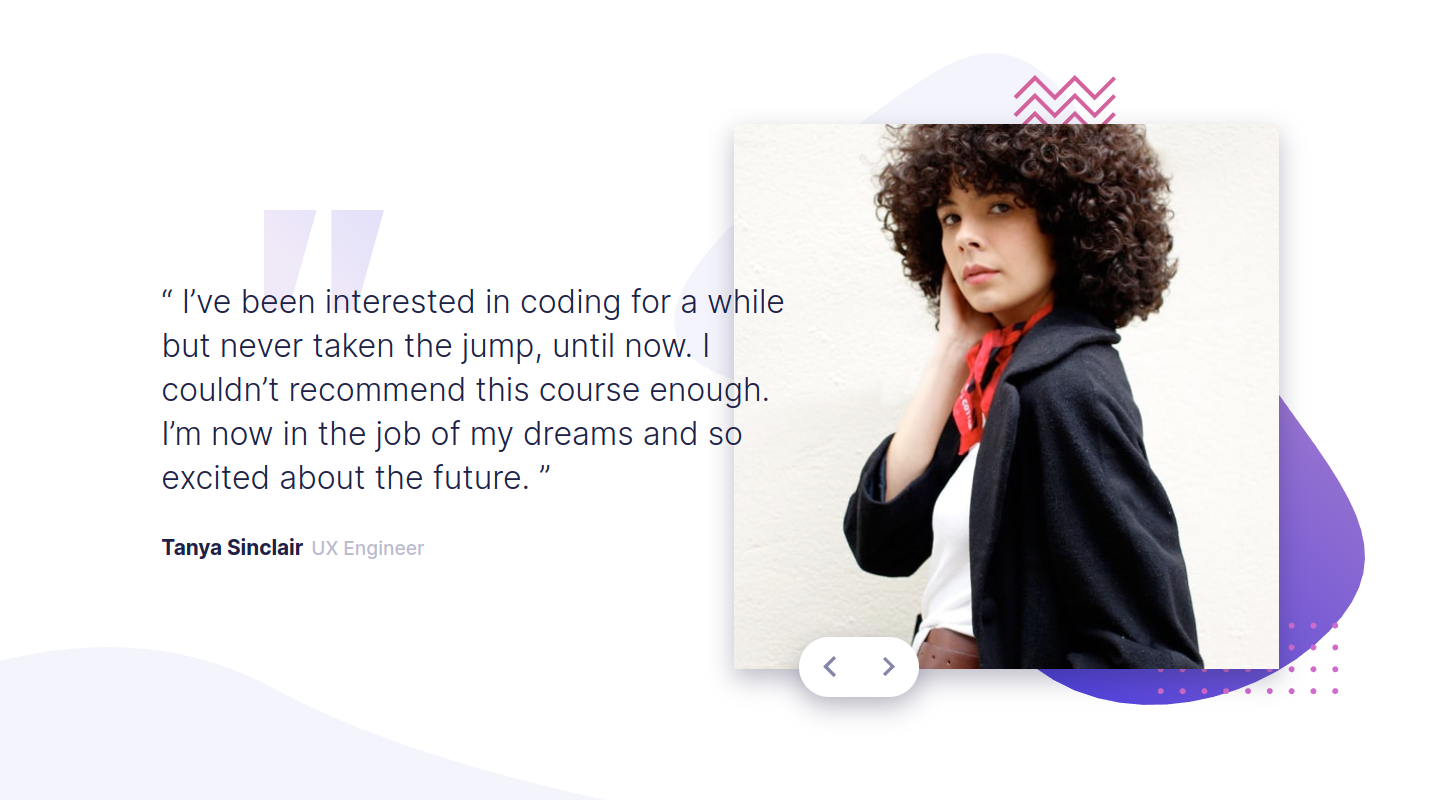 “ I’ve been interested in coding for a while
but never taken the jump, until now. I
couldn’t recommend this course enough.
I’m now in the job of my dreams and so
excited about the future. ”
Tanya Sinclair UX Engineer